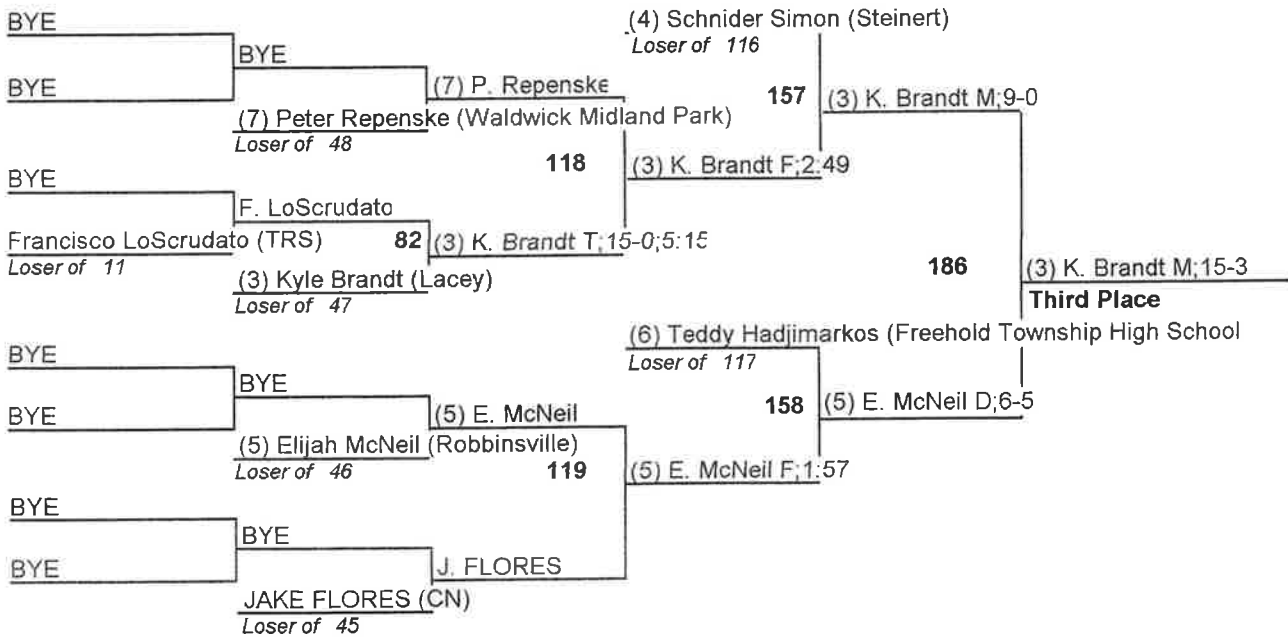 BYE
(4) Schnider Simon (Steinert)
Loser of 116
BYE
BYE
(7) P. Repenske
157
(3) K. Brandt M;9-0
(7) Peter Repenske (Waldwick Midland Park)
Loser of 48
118
(3) K. Brandt F;2:49
BYE
F. LoScrudato
Francisco LoScrudato (TRS)
Loser of 11
82
(3) K. Brandt T;15-0;5:15
186
(3) K. Brandt M;15-3
Third Place
(3) Kyle Brandt (Lacey)
Loser of 47
(6) Teddy Hadjimarkos (Freehold Township High School
Loser of 117
BYE
BYE
BYE
(5) E. McNeil
158
(5) E. McNeil D;6-5
(5) Elijah McNeil (Robbinsville)
Loser of 46
119
(5) E. McNeil F;1:57
BYE
BYE
BYE
J. FLORES
JAKE FLORES (CN)
Loser of 45